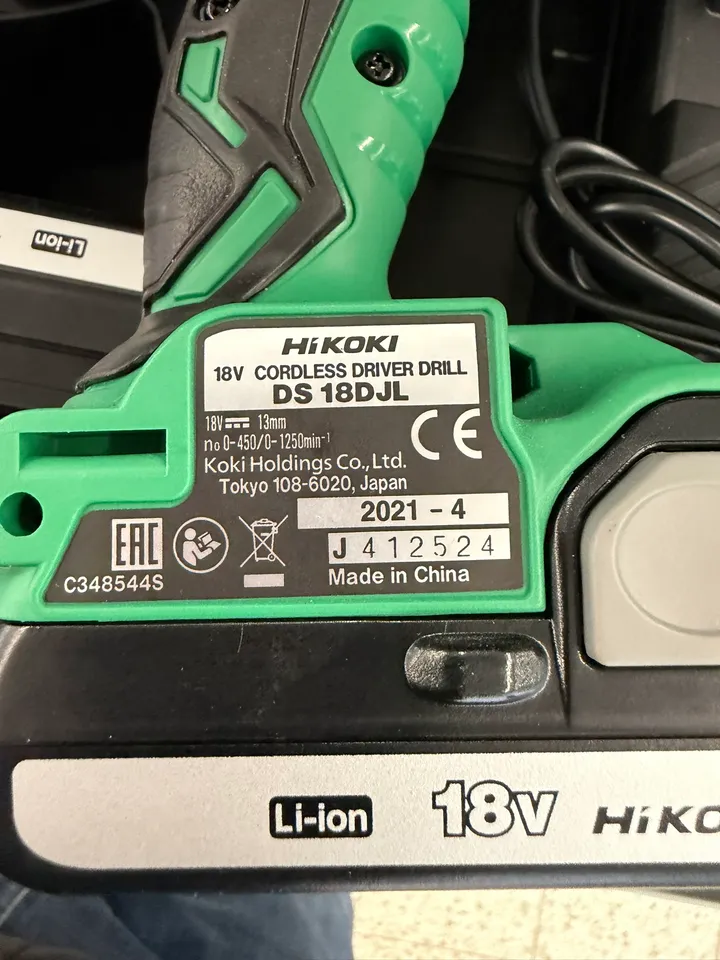 Li-ion
HiKOKI
18V CORDLESS DRIVER DRILL
DS 18DJL
18V⎓ 13mm
n₀ 0-450/0-1250min⁻¹
CE
Koki Holdings Co., Ltd.
Tokyo 108-6020, Japan
2021 - 4
EAC
J 412524
C348544S
Made in China
Li-ion 18V HiKO